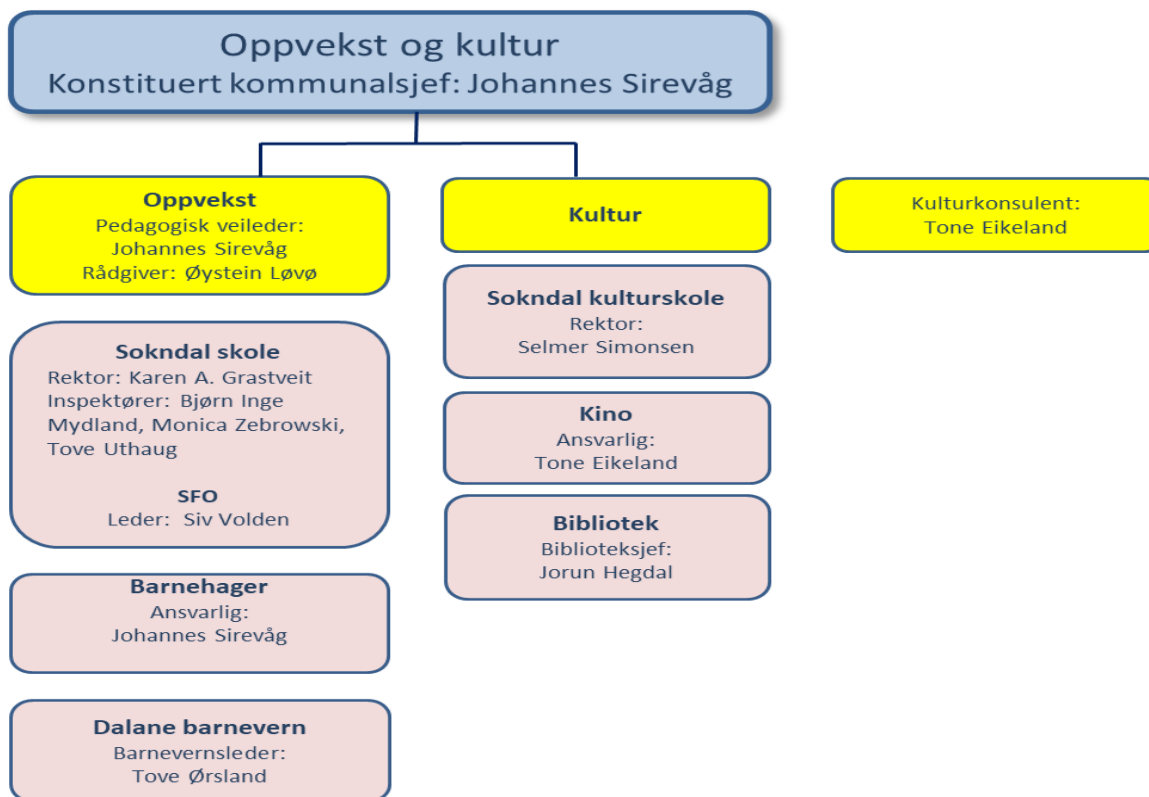 Oppvekst og kultur
Konstituert kommunalsjef: Johannes Sirevåg
Oppvekst
Pedagogisk veileder:
Johannes Sirevåg
Rådgiver: Øystein Løvø
Sokndal skole
Rektor: Karen A. Grastveit
Inspektører: Bjørn Inge
Mydland, Monica Zebrowski,
Tove Uthaug
SFO
Leder: Siv Volden
Barnehager
Ansvarlig:
Johannes Sirevåg
Dalane barnevern
Barnevernsleder:
Tove Ørsland
Kultur
Sokndal kulturskole
Rektor:
Selmer Simonsen
Kino
Ansvarlig:
Tone Eikeland
Bibliotek
Biblioteksjef:
Jorun Hegdal
Kulturkonsulent:
Tone Eikeland